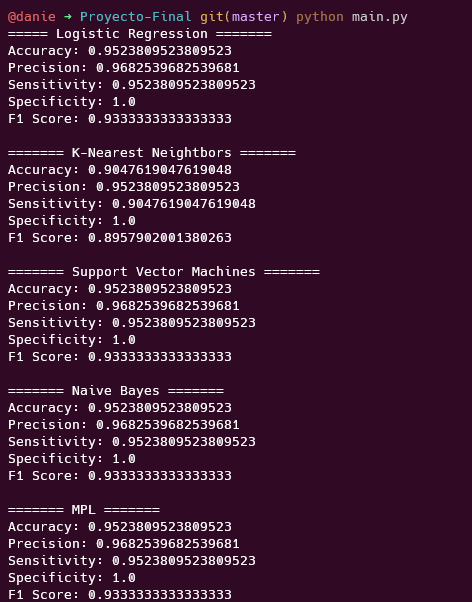 @danie → Proyecto-Final git(master) python main.py
===== Logistic Regression =======
Accuracy: 0.9523809523809523
Precision: 0.9682539682539681
Sensitivity: 0.9523809523809523
Specificity: 1.0
F1 Score: 0.9333333333333333
======= K-Nearest Neightbors =======
Accuracy: 0.9047619047619048
Precision: 0.9523809523809523
Sensitivity: 0.9047619047619048
Specificity: 1.0
F1 Score: 0.8957902001380263
======= Support Vector Machines =======
Accuracy: 0.9523809523809523
Precision: 0.9682539682539681
Sensitivity: 0.9523809523809523
Specificity: 1.0
F1 Score: 0.9333333333333333
======= Naive Bayes =======
Accuracy: 0.9523809523809523
Precision: 0.9682539682539681
Sensitivity: 0.9523809523809523
Specificity: 1.0
F1 Score: 0.9333333333333333
======= MPL =======
Accuracy: 0.9523809523809523
Precision: 0.9682539682539681
Sensitivity: 0.9523809523809523
Specificity: 1.0
F1 Score: 0.9333333333333333